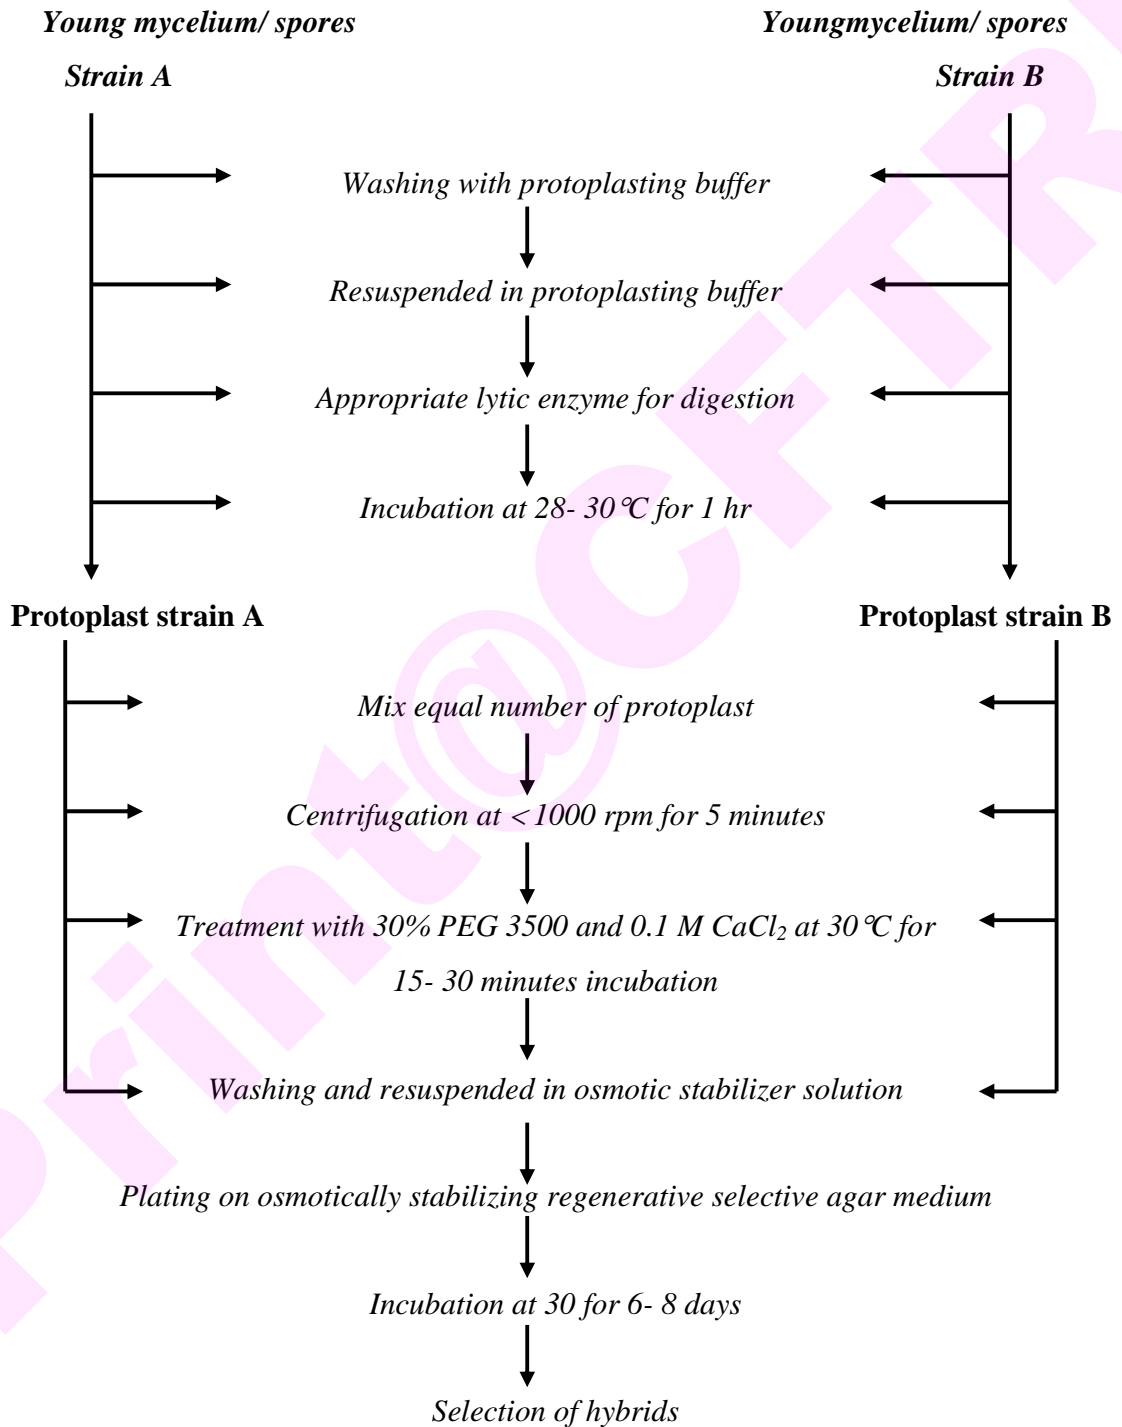 Young mycelium/ spores
Youngmycelium/ spores
Strain A
Strain B
Washing with protoplasting buffer
Resuspended in protoplasting buffer
Appropriate lytic enzyme for digestion
Incubation at 28- 30°C for 1 hr
Protoplast strain A
Protoplast strain B
Mix equal number of protoplast
Centrifugation at <1000 rpm for 5 minutes
Treatment with 30% PEG 3500 and 0.1 M CaCl₂ at 30°C for
15- 30 minutes incubation
Washing and resuspended in osmotic stabilizer solution
Plating on osmotically stabilizing regenerative selective agar medium
Incubation at 30 for 6- 8 days
Selection of hybrids
Print@CFTR